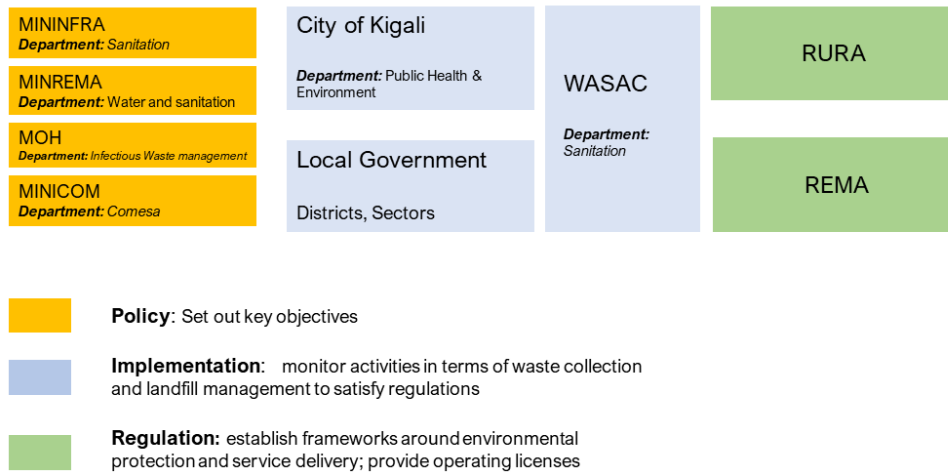 MININFRA
Department: Sanitation
MINREMA
Department: Water and sanitation
MOH
Department: Infectious Waste management
MINICOM
Department: Comesa
City of Kigali
Department: Public Health &
Environment
Local Government
Districts, Sectors
WASAC
Department:
Sanitation
RURA
REMA
Policy: Set out key objectives
Implementation: monitor activities in terms of waste collection
and landfill management to satisfy regulations
Regulation: establish frameworks around environmental
protection and service delivery; provide operating licenses